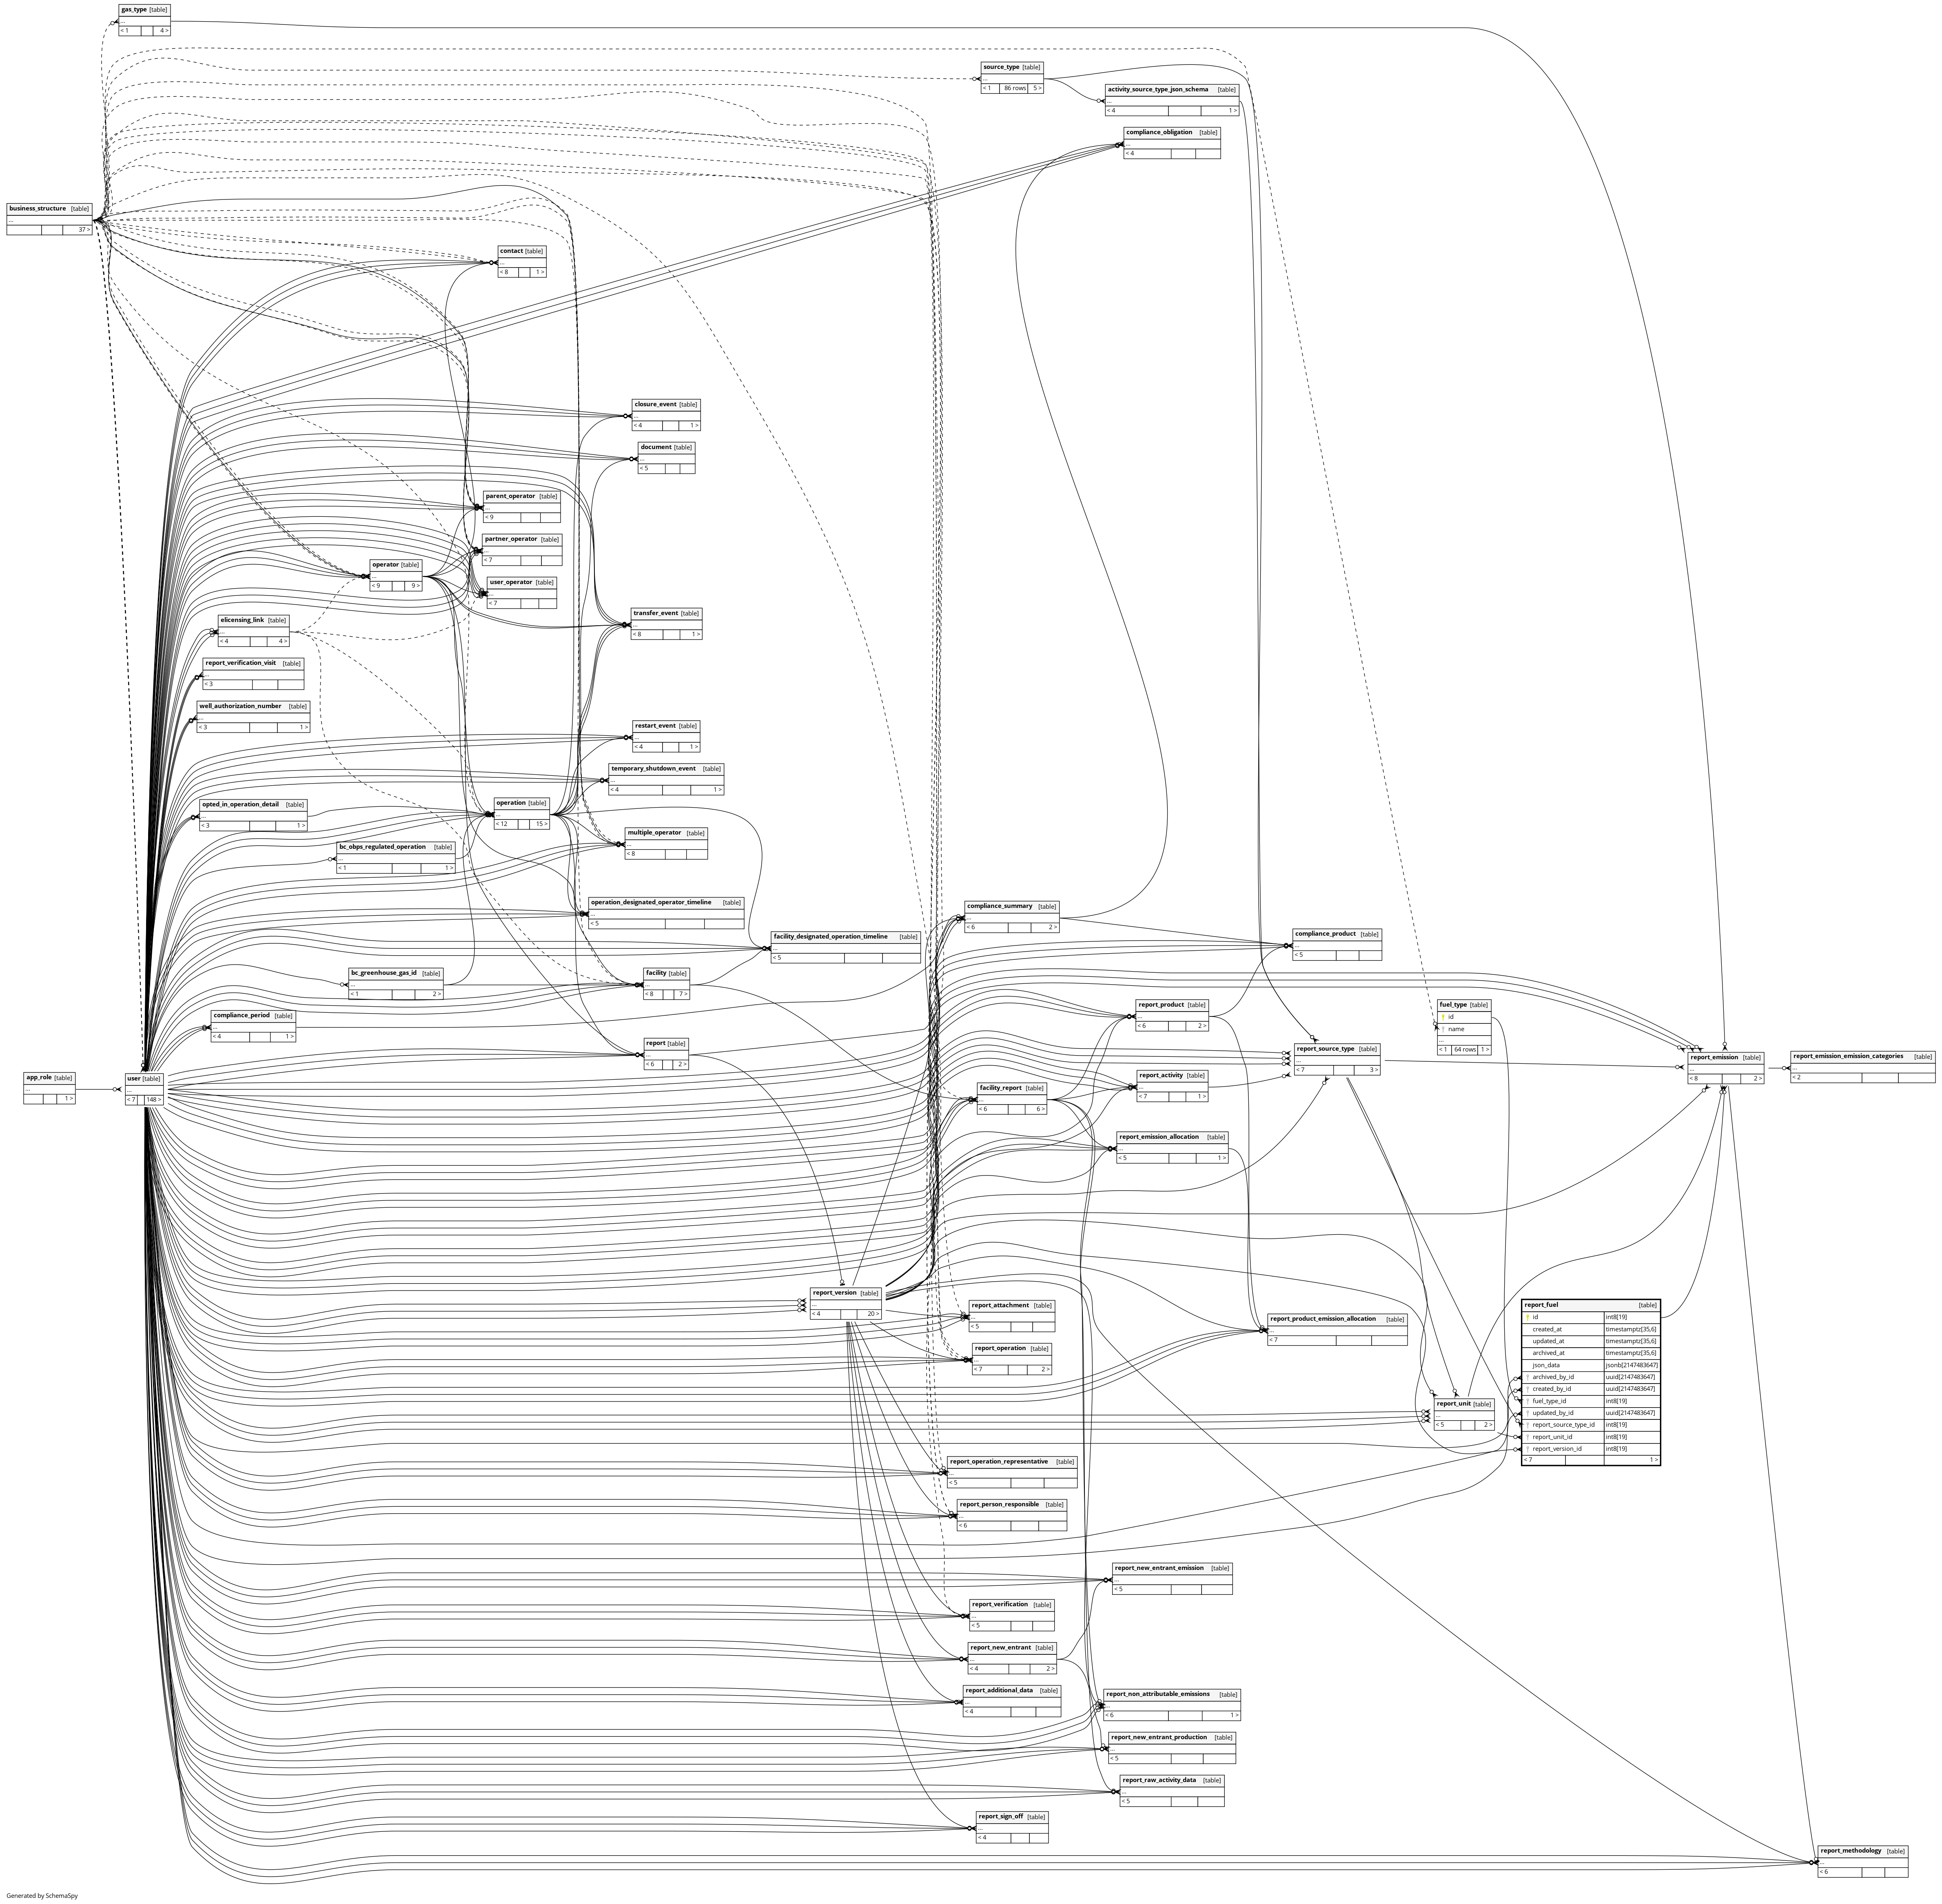 gas_type [table]
...
< 1 4 >
source_type [table]
...
< 1 86 rows 5 >
activity_source_type_json_schema [table]
...
< 4 1 >
compliance_obligation [table]
...
< 4
business_structure [table]
...
37 >
contact [table]
...
< 8 1 >
closure_event [table]
...
< 4 1 >
document [table]
...
< 5
parent_operator [table]
...
< 9
partner_operator [table]
...
< 7
operator [table]
...
< 9 9 >
user_operator [table]
...
< 7
transfer_event [table]
...
< 8 1 >
elicensing_link [table]
...
< 4 4 >
report_verification_visit [table]
...
< 3
well_authorization_number [table]
...
< 3 1 >
restart_event [table]
...
< 4 1 >
temporary_shutdown_event [table]
...
< 4 1 >
opted_in_operation_detail [table]
...
< 3 1 >
operation [table]
...
< 12 15 >
multiple_operator [table]
...
< 8
bc_obps_regulated_operation [table]
...
< 1 1 >
operation_designated_operator_timeline [table]
...
< 5
compliance_summary [table]
...
< 6 2 >
facility_designated_operation_timeline [table]
...
< 5
compliance_product [table]
...
< 5
bc_greenhouse_gas_id [table]
...
< 1 2 >
facility [table]
...
< 8 7 >
compliance_period [table]
...
< 4 1 >
report_product [table]
...
< 6 2 >
fuel_type [table]
id
name
...
< 1 64 rows 1 >
report [table]
...
< 6 2 >
report_source_type [table]
...
< 7 3 >
report_emission [table]
...
< 8 2 >
report_emission_emission_categories [table]
...
< 2
app_role [table]
...
1 >
user [table]
...
< 7 148 >
facility_report [table]
...
< 6 6 >
report_activity [table]
...
< 7 1 >
report_emission_allocation [table]
...
< 5 1 >
report_version [table]
...
< 4 20 >
report_attachment [table]
...
< 5
report_product_emission_allocation [table]
...
< 7
report_operation [table]
...
< 7 2 >
report_fuel [table]
id int8[19]
created_at timestamptz[35,6]
updated_at timestamptz[35,6]
archived_at timestamptz[35,6]
json_data jsonb[2147483647]
archived_by_id uuid[2147483647]
created_by_id uuid[2147483647]
fuel_type_id int8[19]
updated_by_id uuid[2147483647]
report_source_type_id int8[19]
report_unit_id int8[19]
report_version_id int8[19]
< 7 1 >
report_unit [table]
...
< 5 2 >
report_operation_representative [table]
...
< 5
report_person_responsible [table]
...
< 6
report_new_entrant_emission [table]
...
< 5
report_verification [table]
...
< 5
report_new_entrant [table]
...
< 4 2 >
report_additional_data [table]
...
< 4
report_non_attributable_emissions [table]
...
< 6 1 >
report_new_entrant_production [table]
...
< 5
report_raw_activity_data [table]
...
< 5
report_sign_off [table]
...
< 4
report_methodology [table]
...
< 6
Generated by SchemaSpy